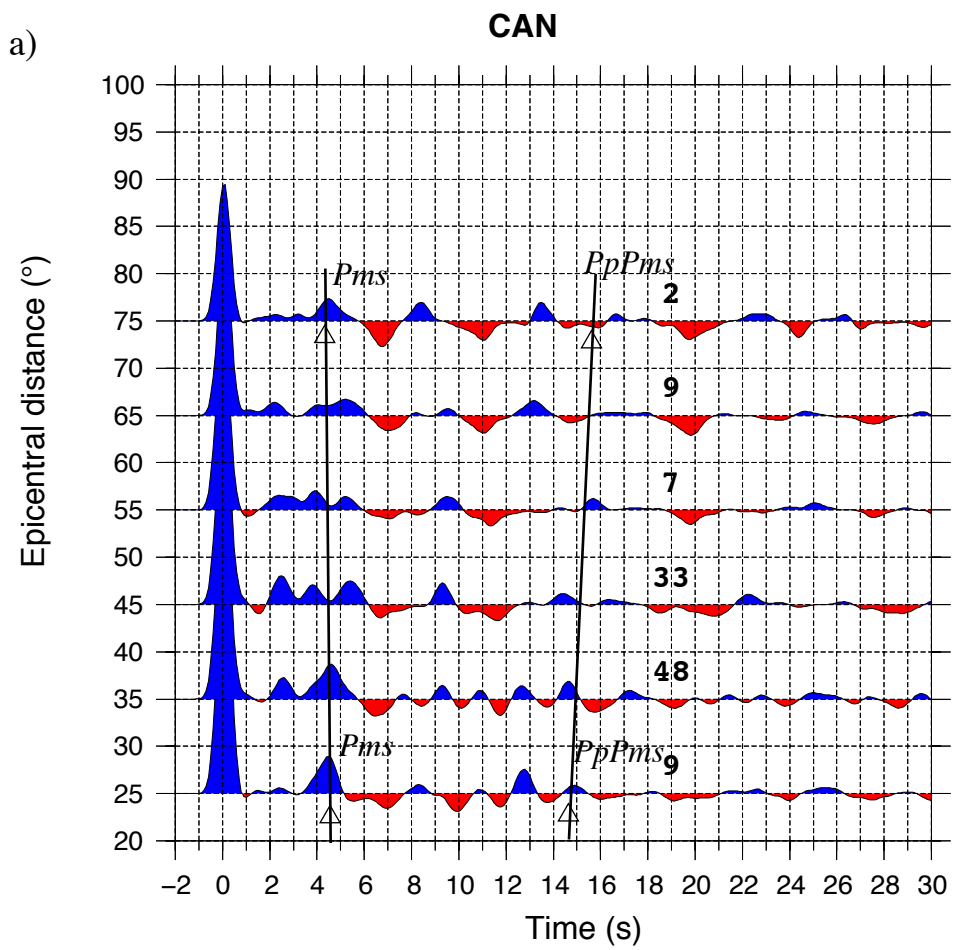 CAN
a)
Epicentral distance (°)
100
95
90
85
80
75
70
65
60
55
50
45
40
35
30
25
20
Pms
PpPms
2
9
7
33
48
Pms
PpPms
9
−2 0 2 4 6 8 10 12 14 16 18 20 22 24 26 28 30
Time (s)